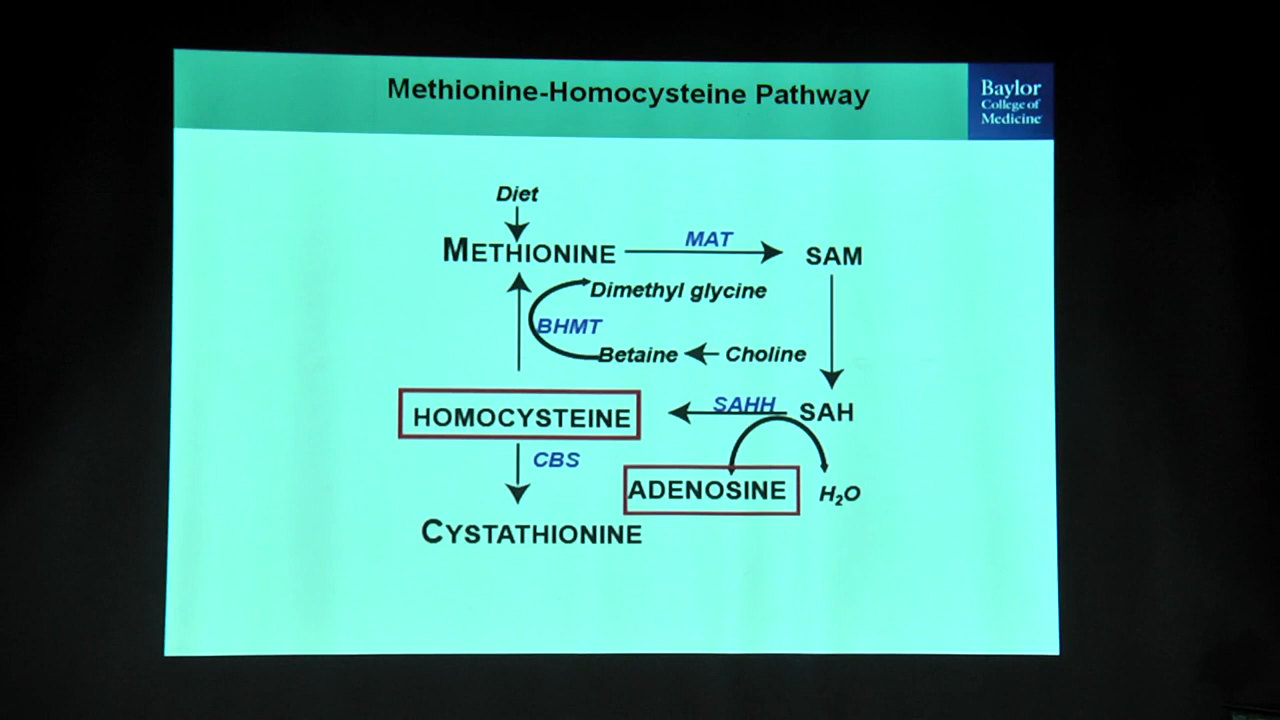 Methionine-Homocysteine Pathway
Baylor
College of
Medicine
Diet
METHIONINE
MAT
SAM
Dimethyl glycine
BHMT
Betaine
Choline
HOMOCYSTEINE
SAHH
SAH
CBS
ADENOSINE
H₂O
CYSTATHIONINE